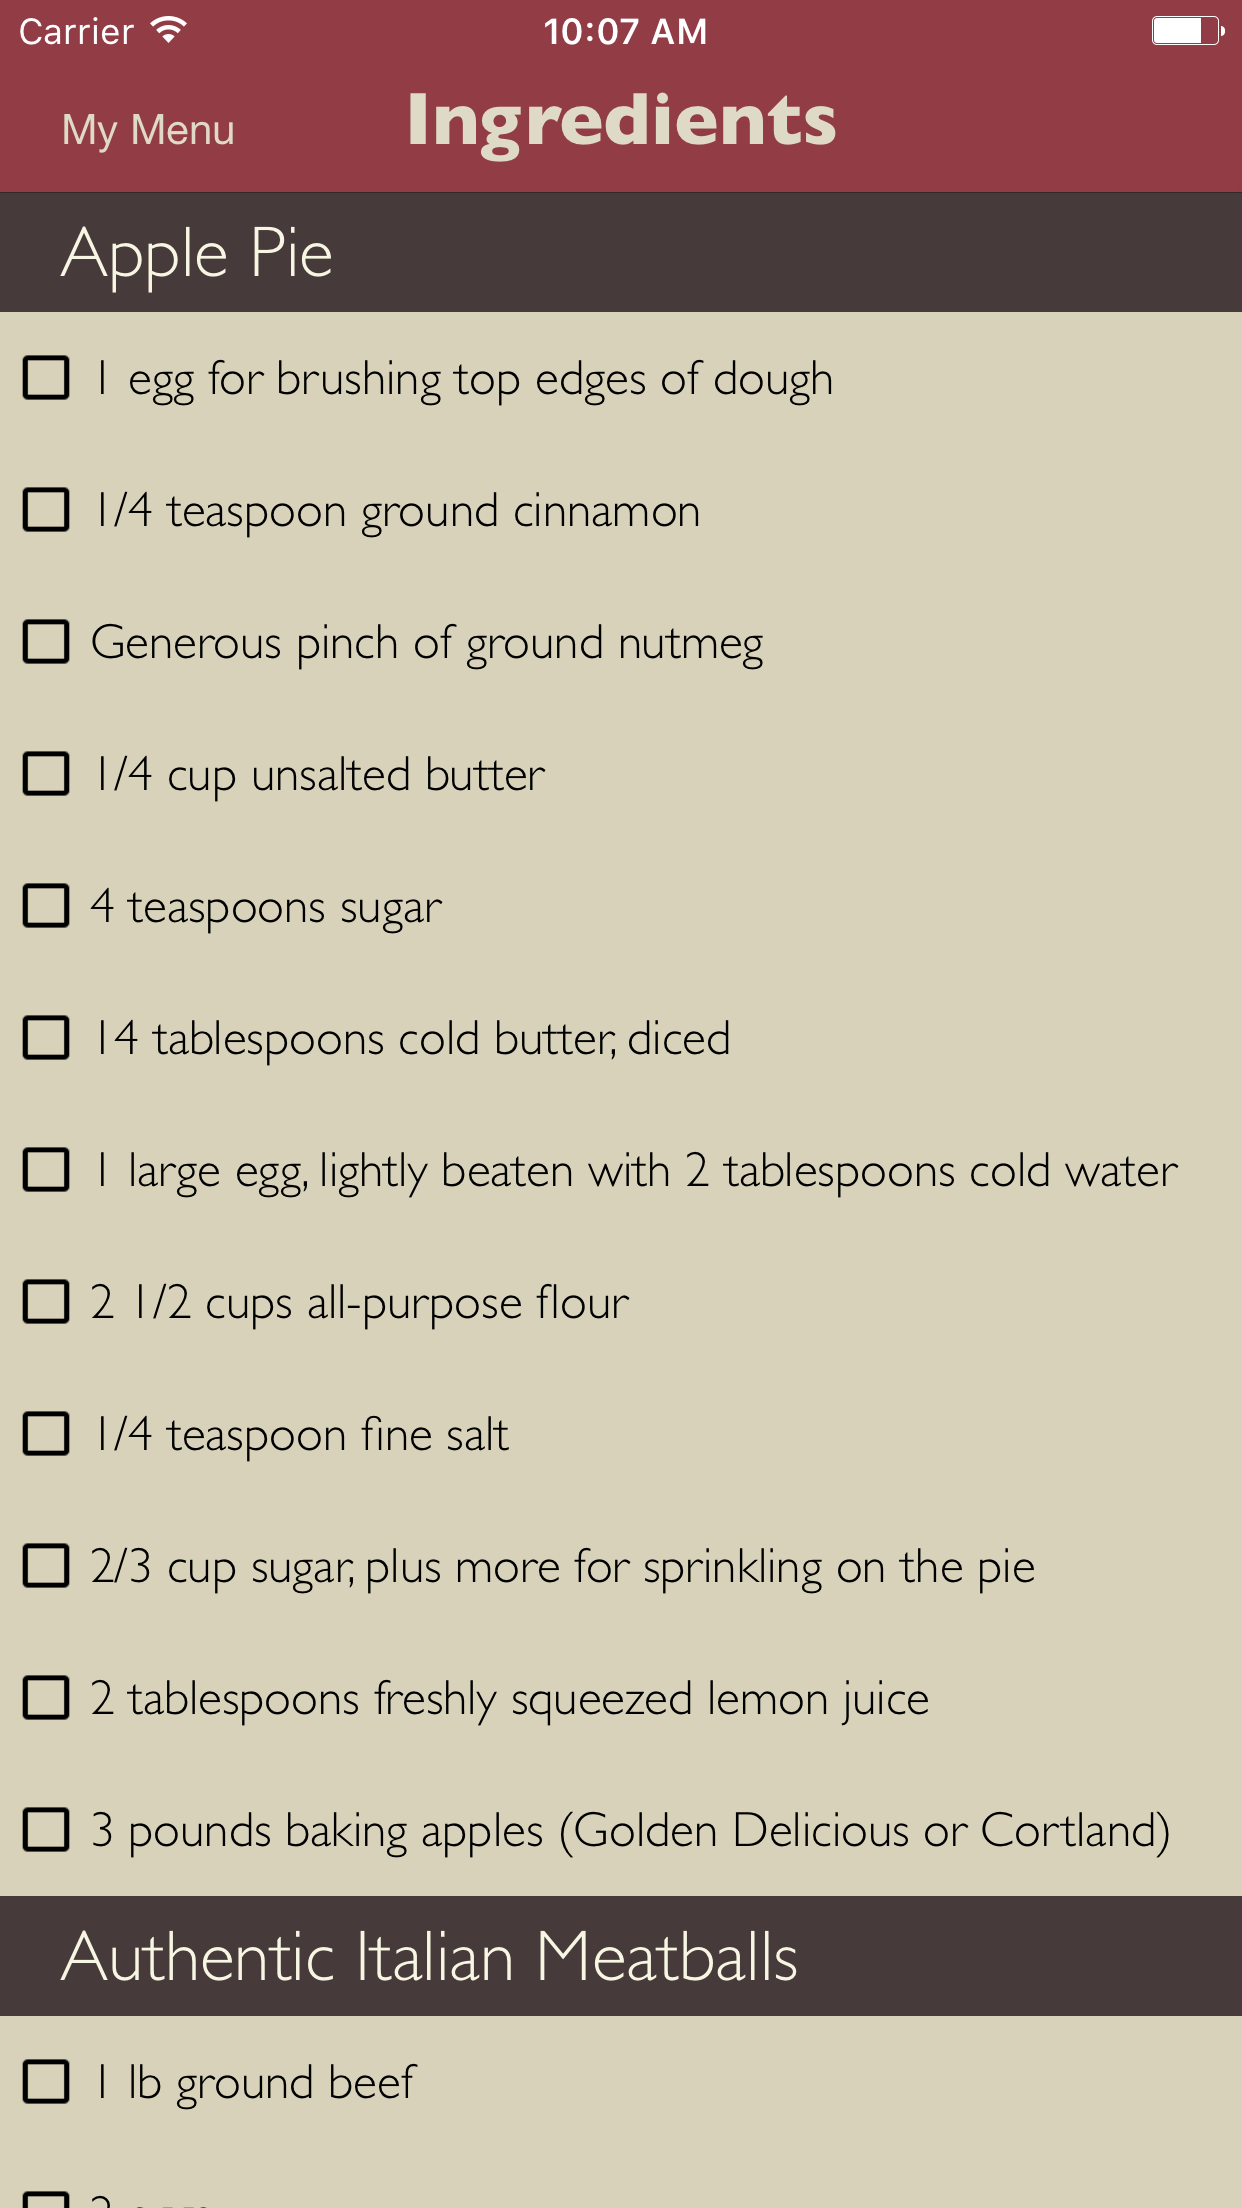 Carrier 10:07 AM
My Menu Ingredients
Apple Pie
1 egg for brushing top edges of dough
1/4 teaspoon ground cinnamon
Generous pinch of ground nutmeg
1/4 cup unsalted butter
4 teaspoons sugar
14 tablespoons cold butter, diced
1 large egg, lightly beaten with 2 tablespoons cold water
2 1/2 cups all-purpose flour
1/4 teaspoon fine salt
2/3 cup sugar, plus more for sprinkling on the pie
2 tablespoons freshly squeezed lemon juice
3 pounds baking apples (Golden Delicious or Cortland)
Authentic Italian Meatballs
1 lb ground beef